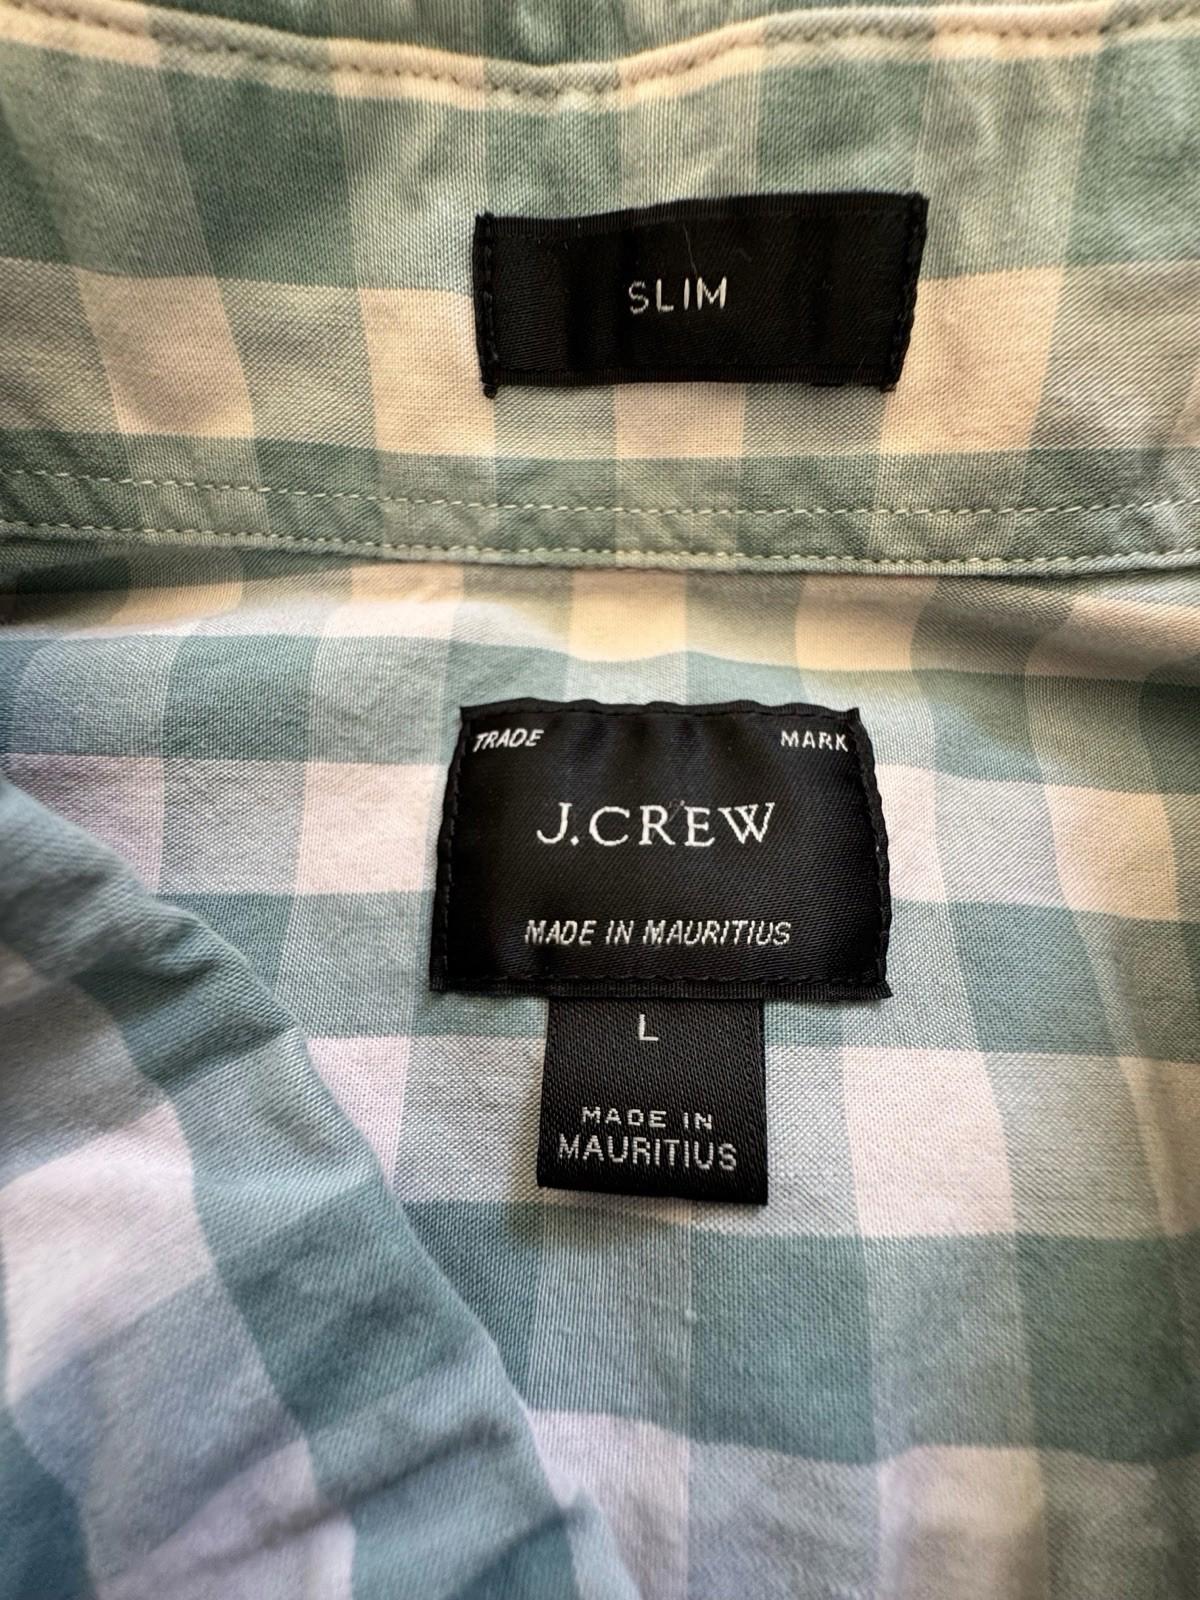 SLIM
TRADE MARK
J.CREW
MADE IN MAURITIUS
L
MADE IN
MAURITIUS